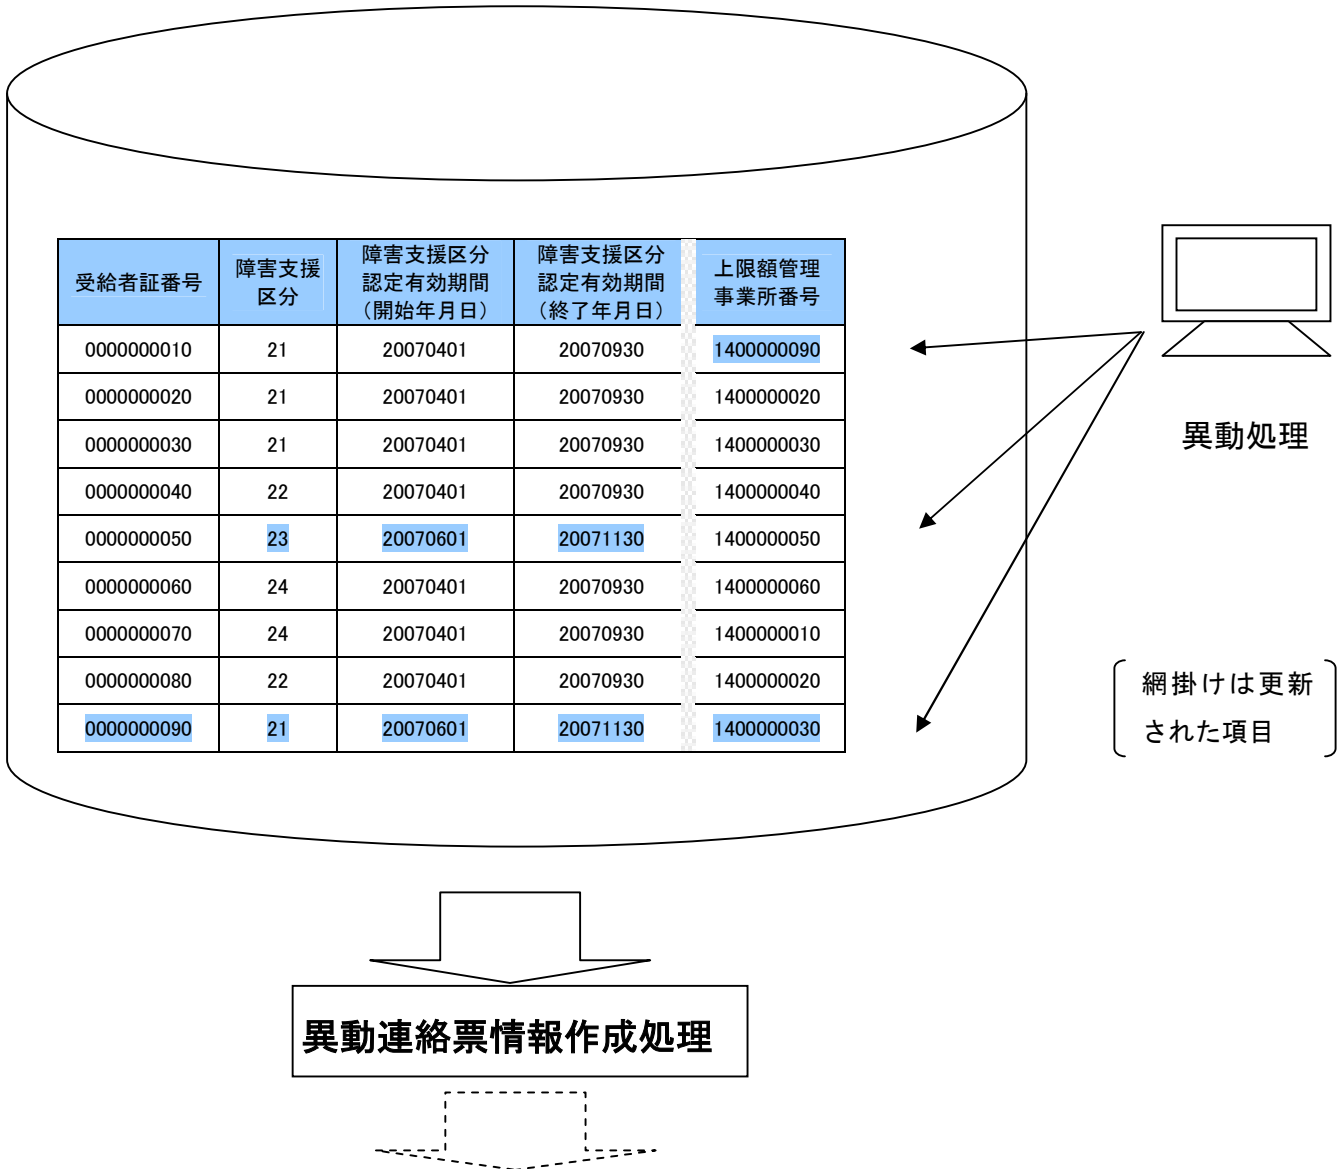 受給者証番号
障害支援
区分
障害支援区分
認定有効期間
（開始年月日）
障害支援区分
認定有効期間
（終了年月日）
上限額管理
事業所番号
0000000010 21 20070401 20070930 1400000090
0000000020 21 20070401 20070930 1400000020
0000000030 21 20070401 20070930 1400000030
0000000040 22 20070401 20070930 1400000040
0000000050 23 20070601 20071130 1400000050
0000000060 24 20070401 20070930 1400000060
0000000070 24 20070401 20070930 1400000010
0000000080 22 20070401 20070930 1400000020
0000000090 21 20070601 20071130 1400000030
異動処理
網掛けは更新
された項目
異動連絡票情報作成処理